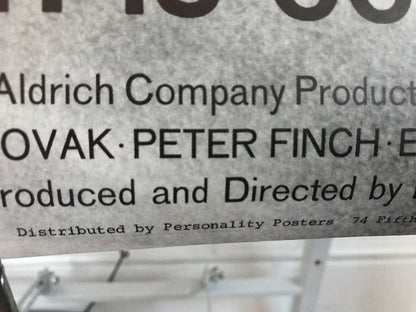 Aldrich Company Product
OVAK · PETER FINCH · E
roduced and Directed by
Distributed by Personality Posters 74 Fifth